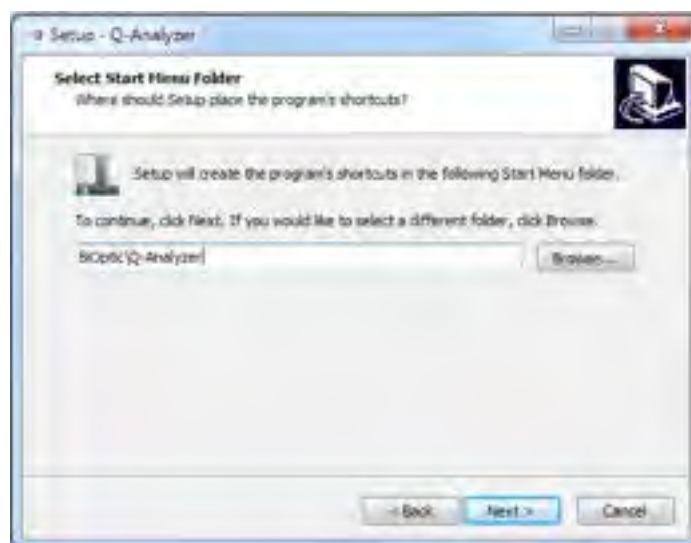 Setup - Q-Analyzer
Select Start Menu Folder
Where should Setup place the program's shortcuts?
Setup will create the program's shortcuts in the following Start Menu folder.
To continue, click Next. If you would like to select a different folder, click Browse.
BiOptic\Q-Analyzer
Browse...
< Back
Next >
Cancel